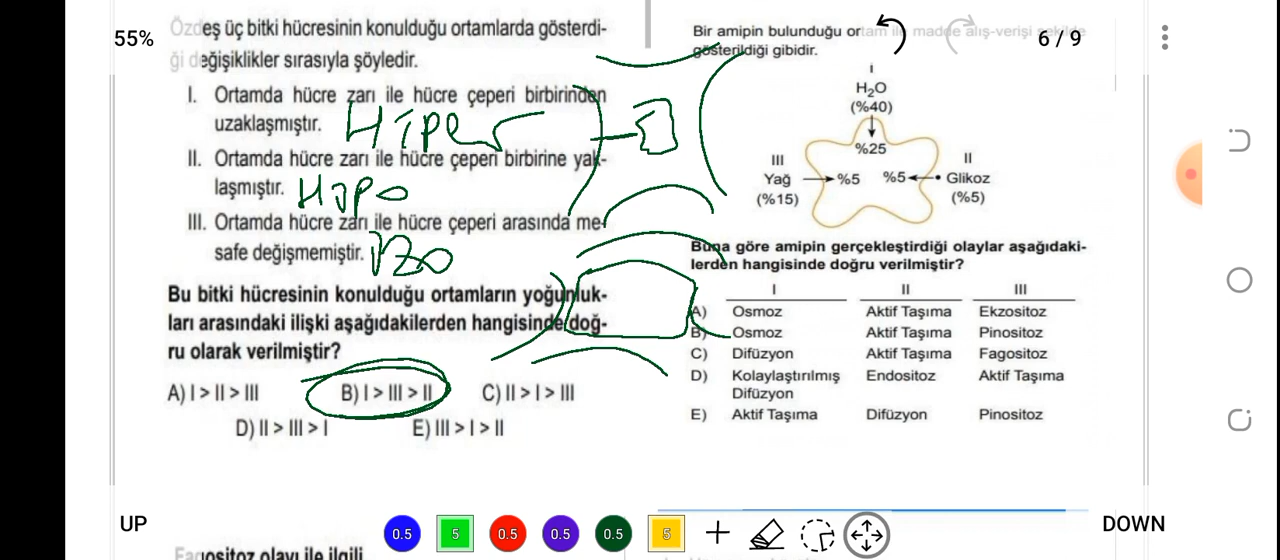 55%
Özdeş üç bitki hücresinin konulduğu ortamlarda gösterdi-
ği değişiklikler sırasıyla şöyledir.
I. Ortamda hücre zarı ile hücre çeperi birbirinden
uzaklaşmıştır.
Hiper
II. Ortamda hücre zarı ile hücre çeperi birbirine yak-
laşmıştır.
Hipo
III. Ortamda hücre zarı ile hücre çeperi arasında me-
safe değişmemiştir.
İzo
Bu bitki hücresinin konulduğu ortamların yoğunluk-
ları arasındaki ilişki aşağıdakilerden hangisinde doğ-
ru olarak verilmiştir?
A) I > II > III B) I > III > II C) II > I > III
D) II > III > I E) III > I > II
UP
Fagositoz olayı ile ilgili
6 / 9
Bir amipin bulunduğu ortam ile madde alış-verişi şekilde
gösterildiği gibidir.
I
H₂O
(%40)
%25
III
Yağ
(%15)
%5
%5
II
Glikoz
(%5)
Buna göre amipin gerçekleştirdiği olaylar aşağıdaki-
lerden hangisinde doğru verilmiştir?
I II III
A) Osmoz Aktif Taşıma Ekzositoz
B) Osmoz Aktif Taşıma Pinositoz
C) Difüzyon Aktif Taşıma Fagositoz
D) Kolaylaştırılmış Endositoz Aktif Taşıma
Difüzyon
E) Aktif Taşıma Difüzyon Pinositoz
DOWN
0.5 5 0.5 0.5 0.5 5